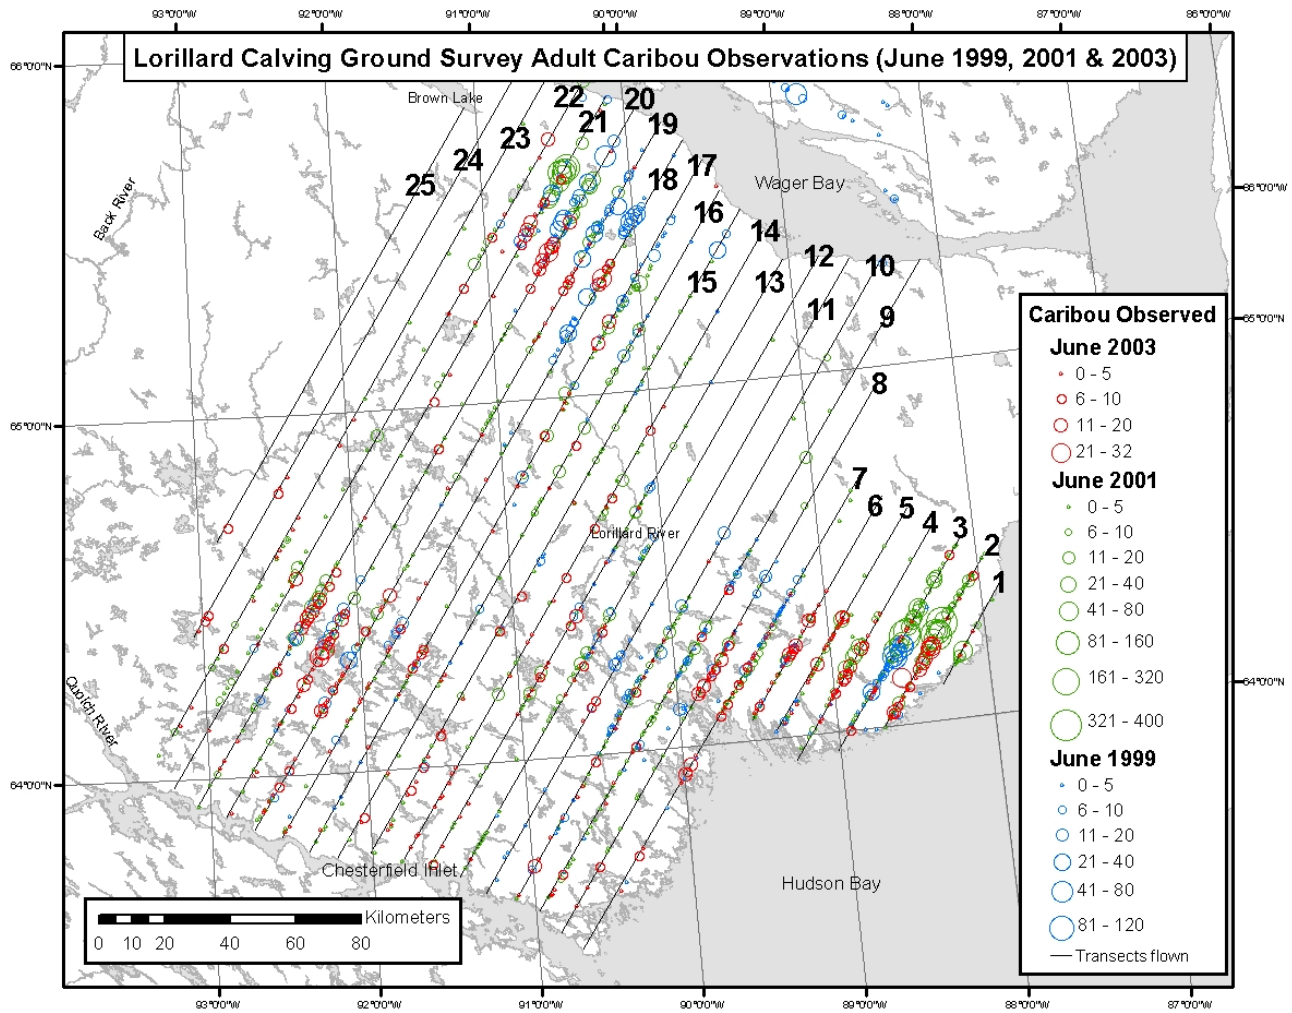 93°0'0"W 92°0'0"W 91°0'0"W 90°0'0"W 89°0'0"W 88°0'0"W 87°0'0"W 86°0'0"W
Lorillard Calving Ground Survey Adult Caribou Observations (June 1999, 2001 & 2003)
66°0'0"N
Brown Lake
22
20
21
19
23
24
25
17
18
16
Wager Bay
66°0'0"N
Back River
14
12
10
15
13
11
9
8
65°0'0"N
65°0'0"N
7
6
5
4
3
2
1
Lorillard River
Quoich River
64°0'0"N
64°0'0"N
Chesterfield Inlet
Hudson Bay
Kilometers
0 10 20 40 60 80
Caribou Observed
June 2003
0 - 5
6 - 10
11 - 20
21 - 32
June 2001
0 - 5
6 - 10
11 - 20
21 - 40
41 - 80
81 - 160
161 - 320
321 - 400
June 1999
0 - 5
6 - 10
11 - 20
21 - 40
41 - 80
81 - 120
Transects flown
93°0'0"W 92°0'0"W 91°0'0"W 90°0'0"W 89°0'0"W 88°0'0"W 87°0'0"W